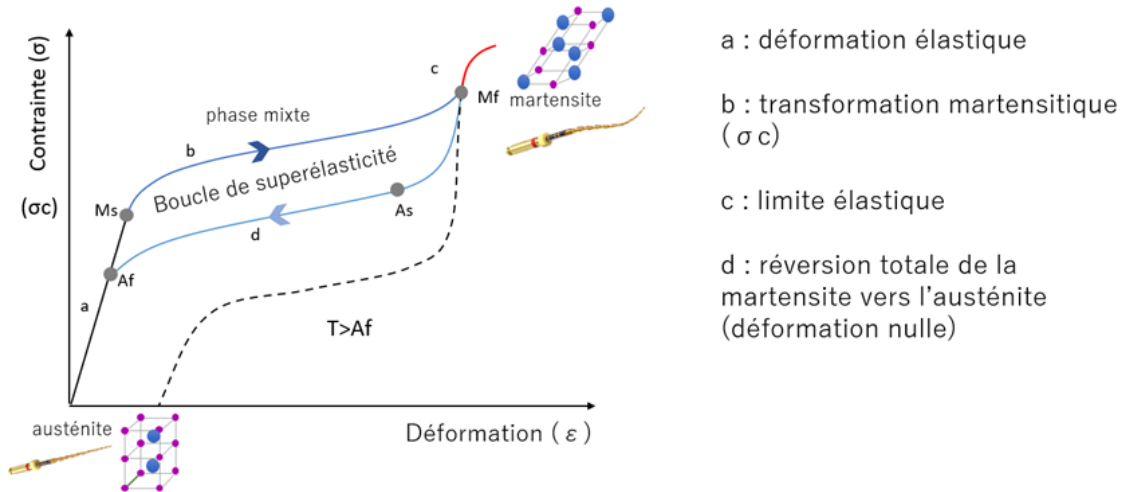 Contrainte (σ)
(σc)
phase mixte
b
c
Mf
martensite
Boucle de superélasticité
Ms
As
Af
d
a
T>Af
austénite
Déformation ( ε )
a : déformation élastique
b : transformation martensitique
( σ c)
c : limite élastique
d : réversion totale de la
martensite vers l'austénite
(déformation nulle)